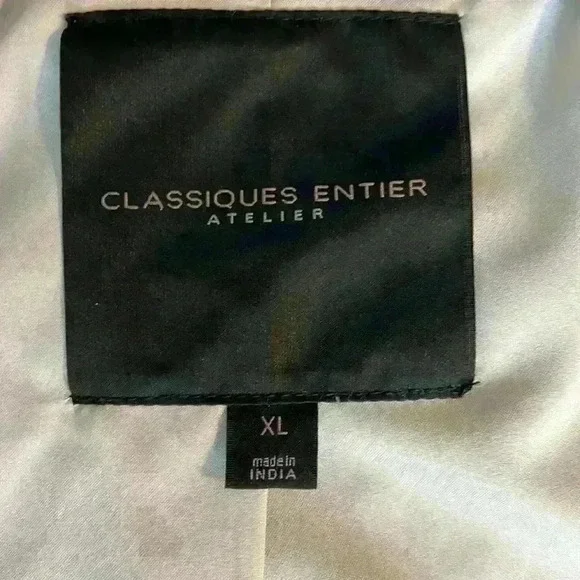 CLASSIQUES ENTIER
ATELIER
XL
made in
INDIA